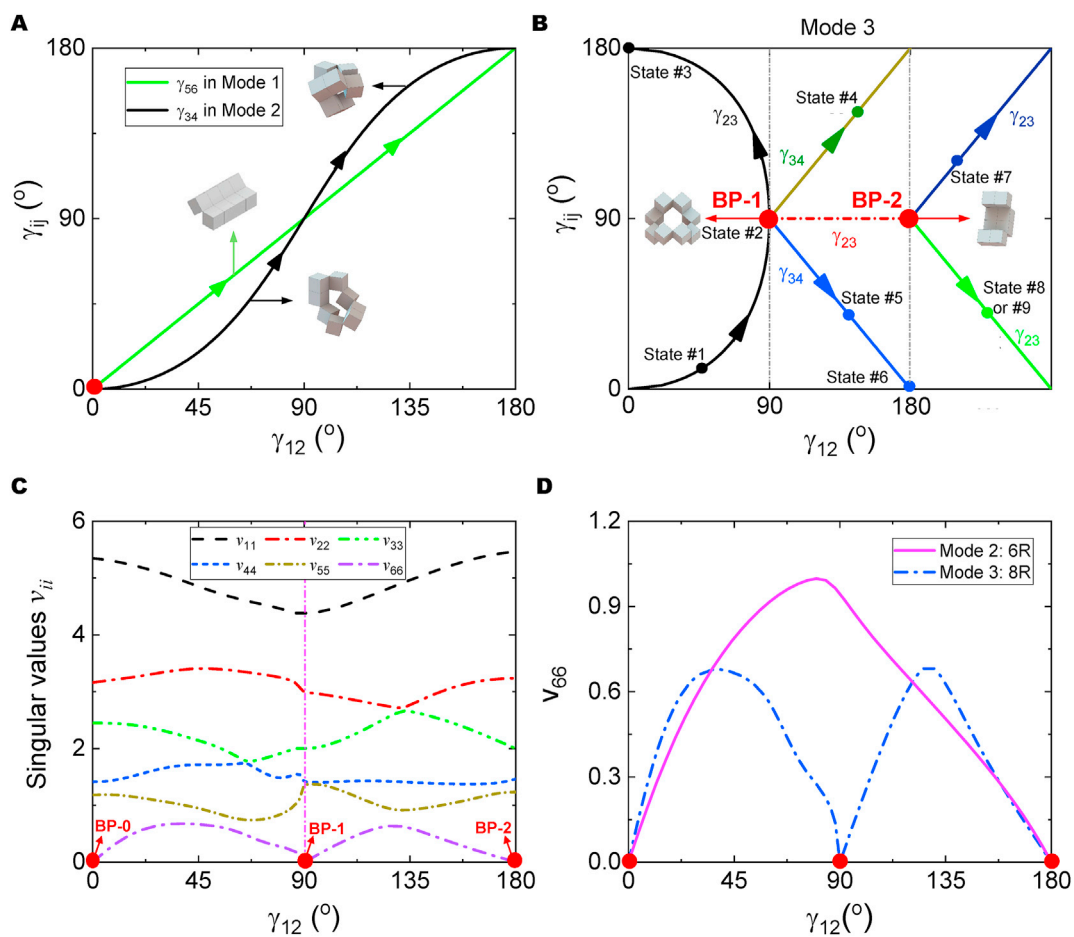 A
180
90
0
γij (°)
γ56 in Mode 1
γ34 in Mode 2
0
45
90
135
180
γ12 (°)
B
Mode 3
180
90
0
γij (°)
State #3
γ23
State #4
γ34
BP-1
State #2
γ23
BP-2
γ23
State #7
γ34
State #5
State #8
or #9
γ23
State #1
State #6
0
90
180
γ12 (°)
C
6
4
2
0
Singular values vii
v11
v22
v33
v44
v55
v66
BP-0
BP-1
BP-2
0
45
90
135
180
γ12 (°)
D
1.2
0.9
0.6
0.3
0.0
v66
Mode 2: 6R
Mode 3: 8R
0
45
90
135
180
γ12 (°)